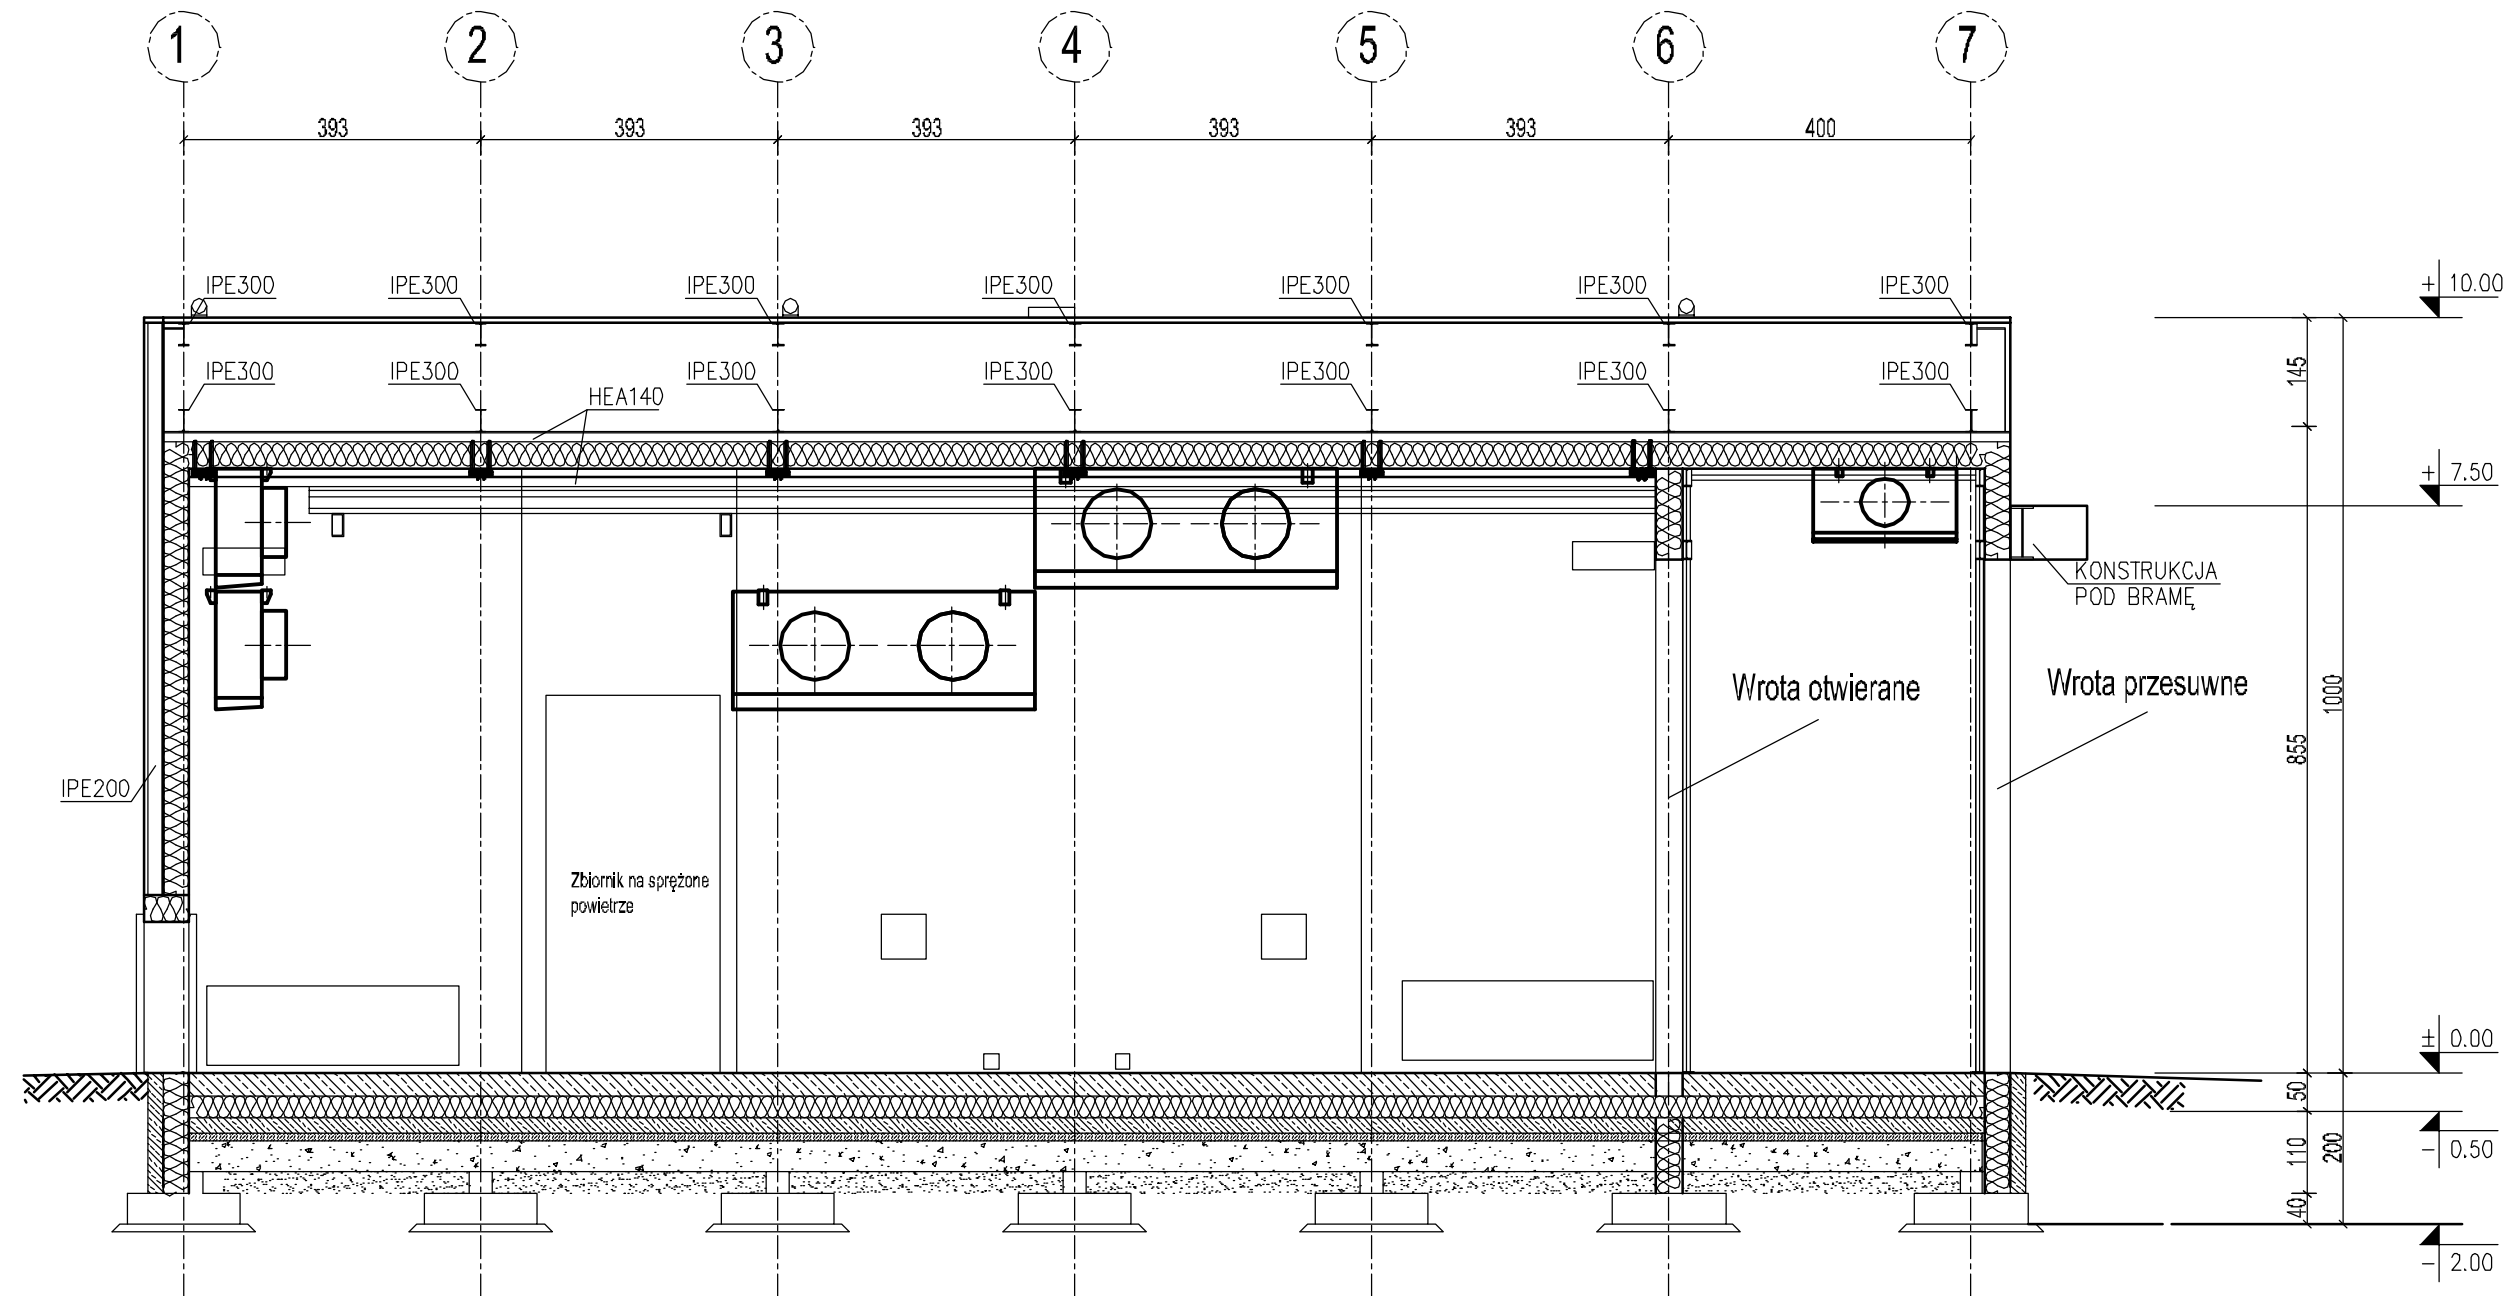 1 2 3 4 5 6 7
393 393 393 393 393 400
IPE300 IPE300 IPE300 IPE300 IPE300 IPE300 IPE300
+ 10.00
IPE300 IPE300 IPE300 IPE300 IPE300 IPE300 IPE300
145
HEA140
+ 7.50
KONSTRUKCJA
POD BRAMĘ
Wrota otwierane
Wrota przesuwne
1000
855
IPE200
Zbiornik na sprężone
powietrze
± 0.00
50
- 0.50
110
200
40
- 2.00